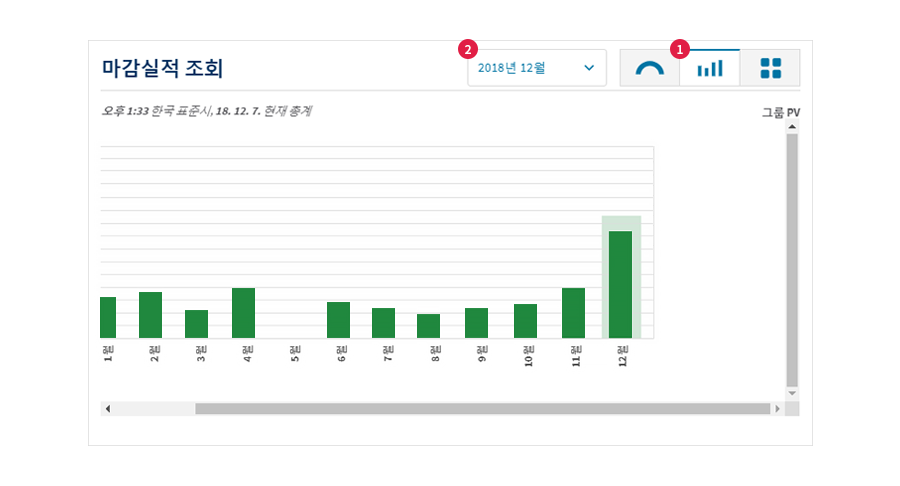 마감실적 조회
2
2018년 12월
1
오후 1:33 한국 표준시, 18. 12. 7. 현재 총계
그룹 PV
1월
2월
3월
4월
5월
6월
7월
8월
9월
10월
11월
12월